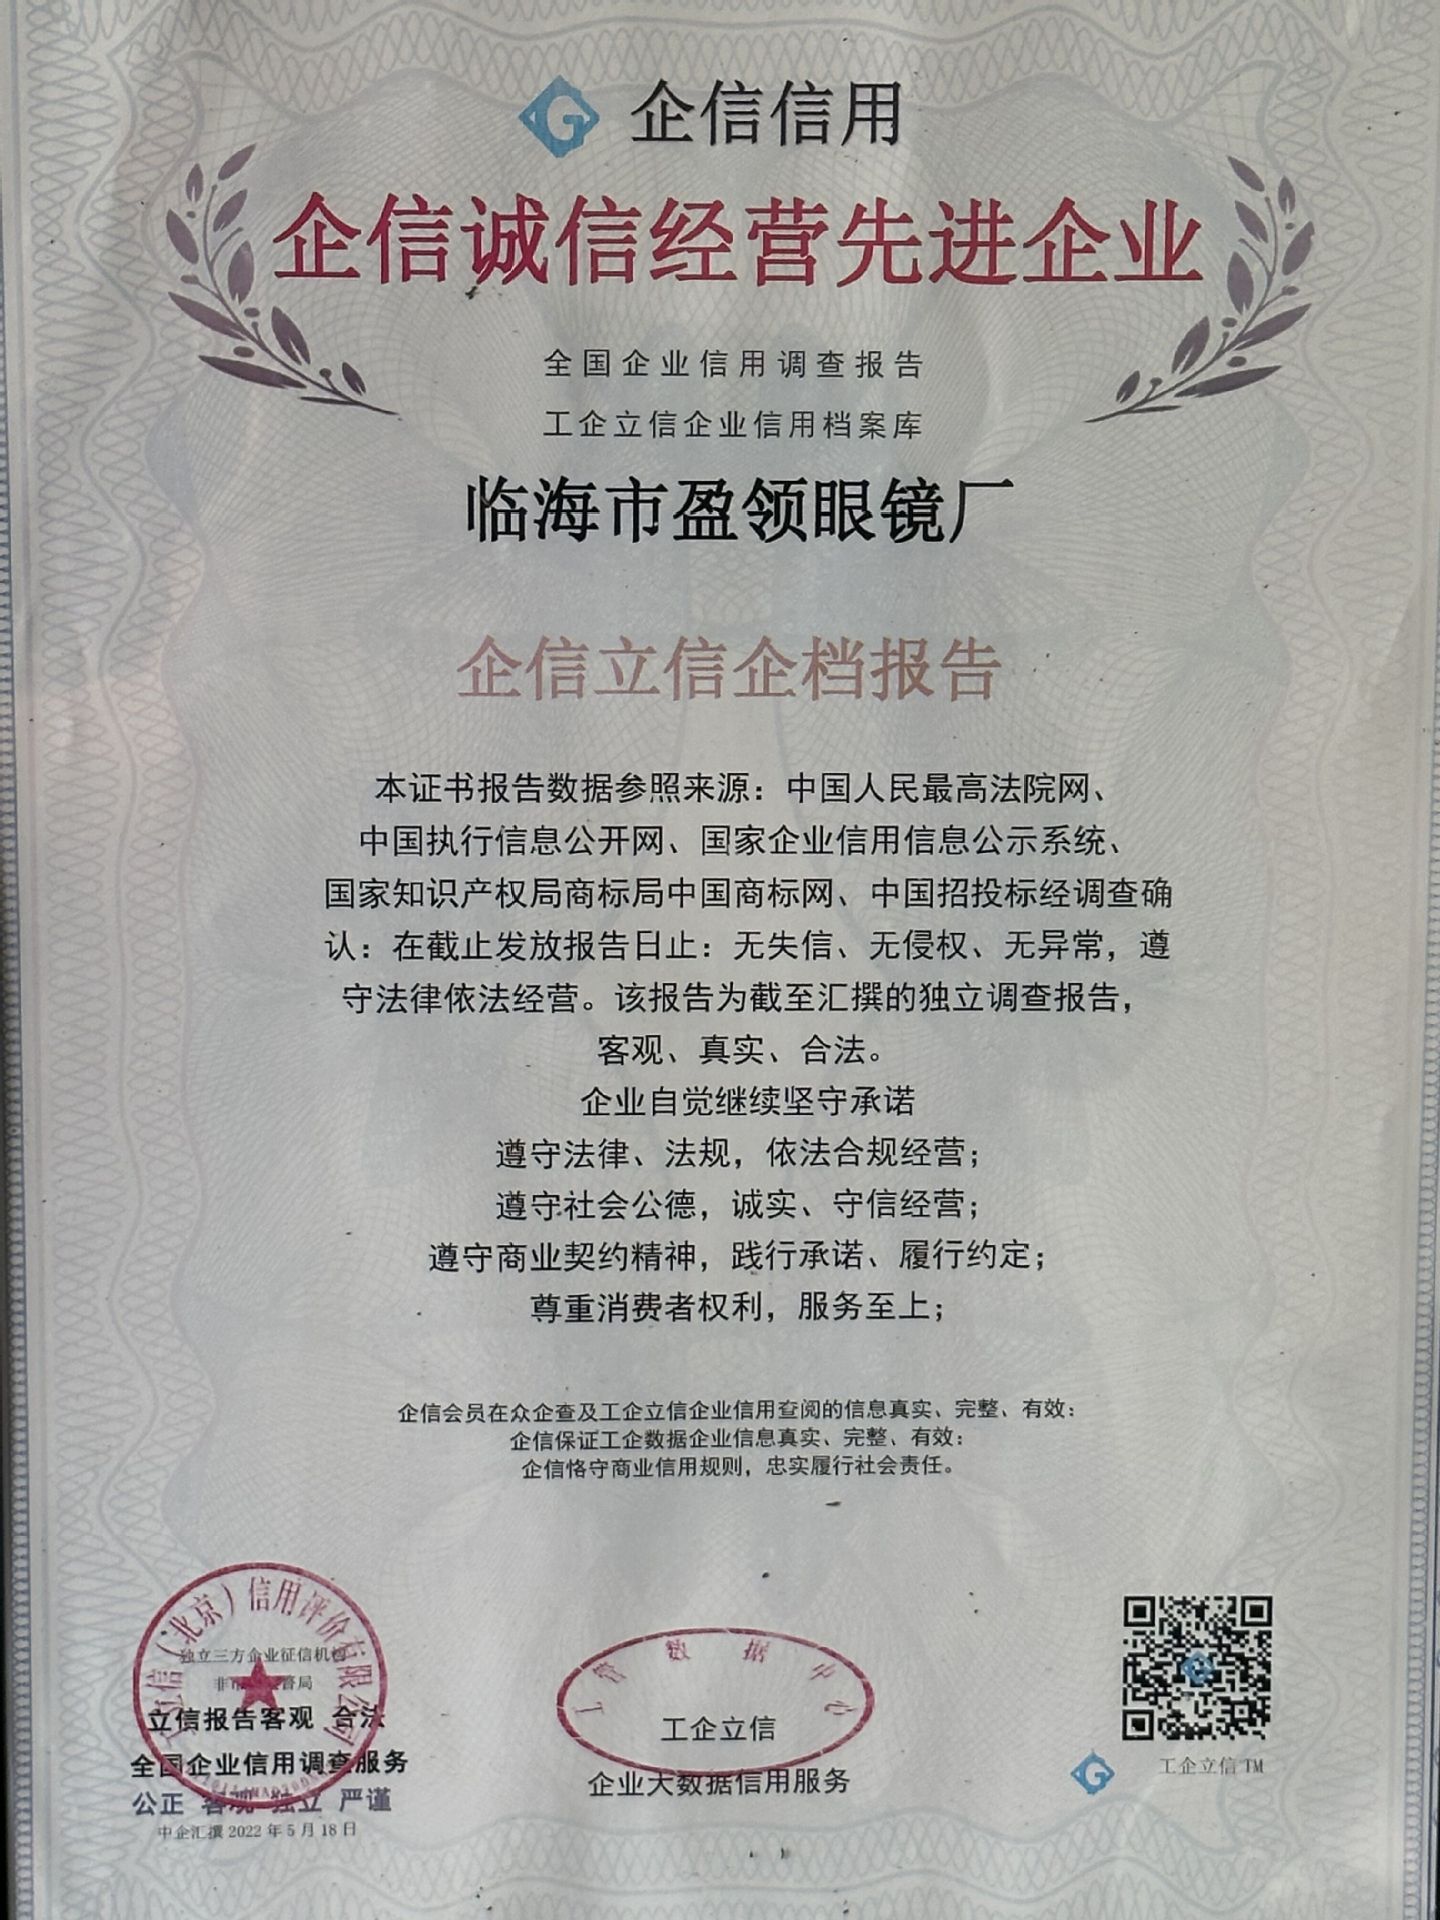 企信信用
企信诚信经营先进企业
全国企业信用调查报告
工企立信企业信用档案库
临海市盈领眼镜厂
企信立信企档报告
本证书报告数据参照来源：中国人民最高法院网、
中国执行信息公开网、国家企业信用信息公示系统、
国家知识产权局商标局中国商标网、中国招投标经调查确
认：在截止发放报告日止：无失信、无侵权、无异常，遵
守法律依法经营。该报告为截至汇撰的独立调查报告，
客观、真实、合法。
企业自觉继续坚守承诺
遵守法律、法规，依法合规经营；
遵守社会公德，诚实、守信经营；
遵守商业契约精神，践行承诺、履行约定；
尊重消费者权利，服务至上；
企信会员在众企查及工企立信企业信用查阅的信息真实、完整、有效：
企信保证工企数据企业信息真实、完整、有效：
企信恪守商业信用规则，忠实履行社会责任。
立信（北京）信用评价有限公司
独立三方企业征信机构
立信报告客观 合法
全国企业信用调查服务
公正 客观 独立 严谨
中企汇撰 2022 年 5 月 18 日
工管数据中心
工企立信
企业大数据信用服务
工企立信 TM